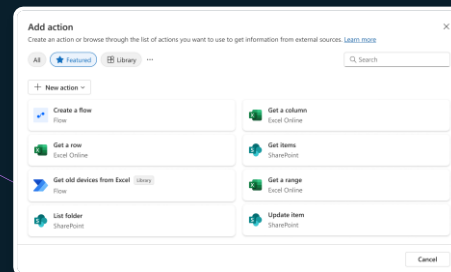 Add action
Create an action or browse through the list of actions you want to use to get information from external sources. Learn more
All
Featured
Library
Search
New action
Create a flow
Flow
Get a column
Excel Online
Get a row
Excel Online
Get items
SharePoint
Get old devices from Excel Library
Flow
Get a range
Excel Online
List folder
SharePoint
Update item
SharePoint
Cancel